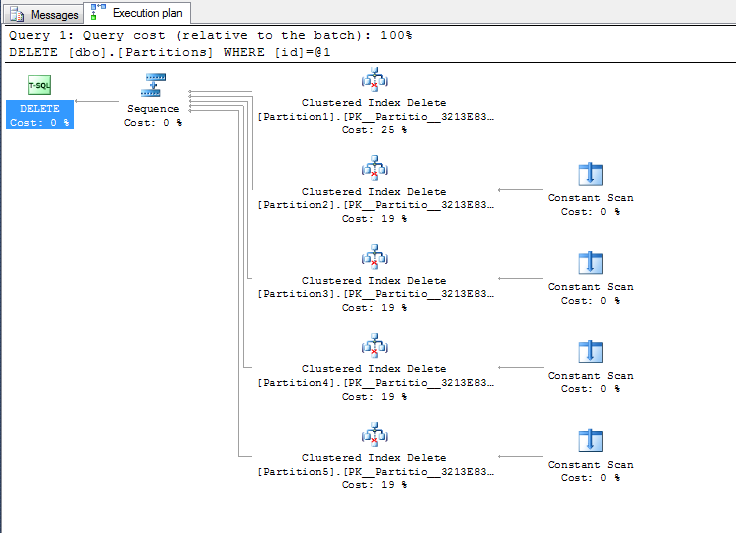 Messages
Execution plan
Query 1: Query cost (relative to the batch): 100%
DELETE [dbo].[Partitions] WHERE [id]=@1
T-SQL
DELETE
Cost: 0 %
Sequence
Cost: 0 %
Clustered Index Delete
[Partition1].[PK__Partitio__3213E83…
Cost: 25 %
Clustered Index Delete
[Partition2].[PK__Partitio__3213E83…
Cost: 19 %
Constant Scan
Cost: 0 %
Clustered Index Delete
[Partition3].[PK__Partitio__3213E83…
Cost: 19 %
Constant Scan
Cost: 0 %
Clustered Index Delete
[Partition4].[PK__Partitio__3213E83…
Cost: 19 %
Constant Scan
Cost: 0 %
Clustered Index Delete
[Partition5].[PK__Partitio__3213E83…
Cost: 19 %
Constant Scan
Cost: 0 %